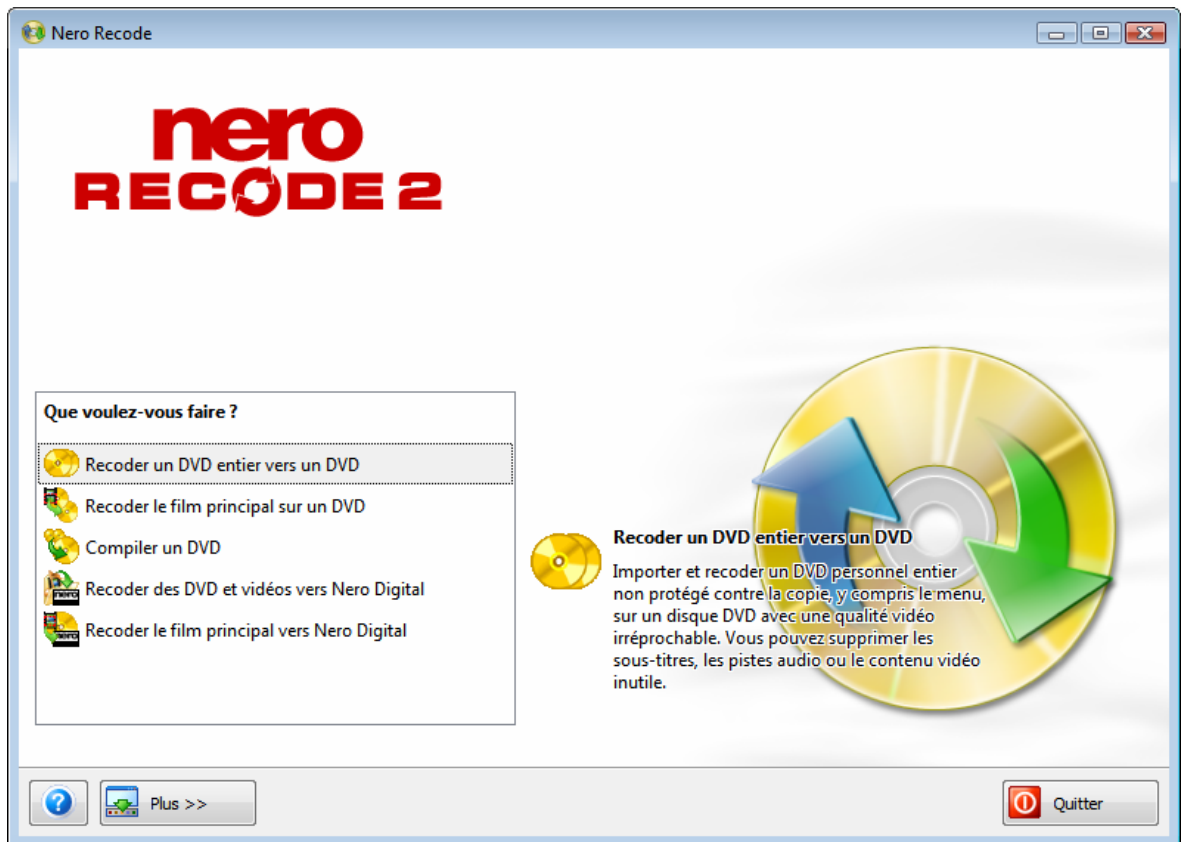 Nero Recode
nero
RECODE 2
Que voulez-vous faire ?
Recoder un DVD entier vers un DVD
Recoder le film principal sur un DVD
Compiler un DVD
Recoder des DVD et vidéos vers Nero Digital
Recoder le film principal vers Nero Digital
Recoder un DVD entier vers un DVD
Importer et recoder un DVD personnel entier
non protégé contre la copie, y compris le menu,
sur un disque DVD avec une qualité vidéo
irréprochable. Vous pouvez supprimer les
sous-titres, les pistes audio ou le contenu vidéo
inutile.
Plus >>
Quitter